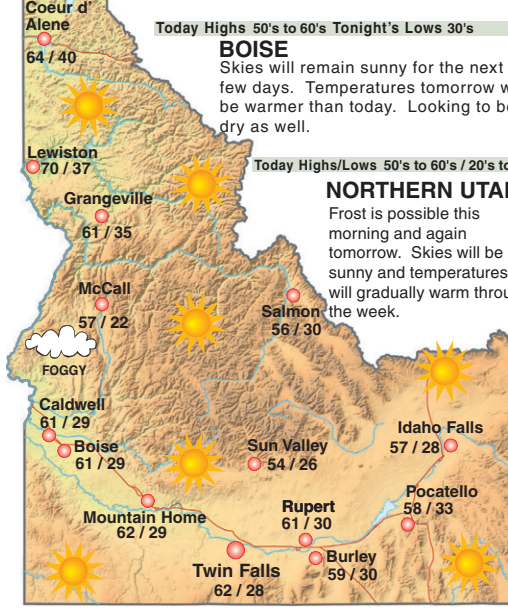 Coeur d'
Alene
64 / 40
Today Highs 50's to 60's Tonight's Lows 30's
BOISE
Skies will remain sunny for the next
few days. Temperatures tomorrow
be warmer than today. Looking to
dry as well.
Lewiston
70 / 37
Today Highs/Lows 50's to 60's / 20's
NORTHERN
Frost is possible this
morning and again
tomorrow. Skies will be
sunny and temperatures
will gradually warm
the week.
Grangeville
61 / 35
McCall
57 / 22
Salmon
56 / 30
FOGGY
Caldwell
61 / 29
Boise
61 / 29
Sun Valley
54 / 26
Idaho Falls
57 / 28
Mountain Home
62 / 29
Rupert
61 / 30
Pocatello
58 / 33
Twin Falls
62 / 28
Burley
59 / 30